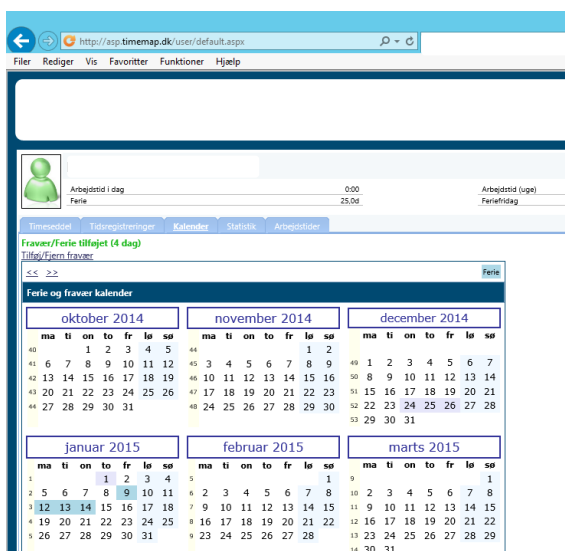 http://asp.timemap.dk/user/default.aspx
Filer Rediger Vis Favoritter Funktioner Hjælp
Arbejdstid i dag 0:00 Arbejdstid (uge)
Ferie 25,0d Feriefridag
Timeseddel Tidsregistreringer Kalender Statistik Arbejdstider
Fravær/Ferie tilføjet (4 dag)
Tilføj/Fjern fravær
<< >> Ferie
Ferie og fravær kalender
oktober 2014
ma ti on to fr lø sø
40 1 2 3 4 5
41 6 7 8 9 10 11 12
42 13 14 15 16 17 18 19
43 20 21 22 23 24 25 26
44 27 28 29 30 31
november 2014
ma ti on to fr lø sø
44 1 2
45 3 4 5 6 7 8 9
46 10 11 12 13 14 15 16
47 17 18 19 20 21 22 23
48 24 25 26 27 28 29 30
december 2014
ma ti on to fr lø sø
49 1 2 3 4 5 6 7
50 8 9 10 11 12 13 14
51 15 16 17 18 19 20 21
52 22 23 24 25 26 27 28
53 29 30 31
januar 2015
ma ti on to fr lø sø
1 1 2 3 4
2 5 6 7 8 9 10 11
3 12 13 14 15 16 17 18
4 19 20 21 22 23 24 25
5 26 27 28 29 30 31
februar 2015
ma ti on to fr lø sø
5 1
6 2 3 4 5 6 7 8
7 9 10 11 12 13 14 15
8 16 17 18 19 20 21 22
9 23 24 25 26 27 28
marts 2015
ma ti on to fr lø sø
9 1
10 2 3 4 5 6 7 8
11 9 10 11 12 13 14 15
12 16 17 18 19 20 21 22
13 23 24 25 26 27 28 29
14 30 31